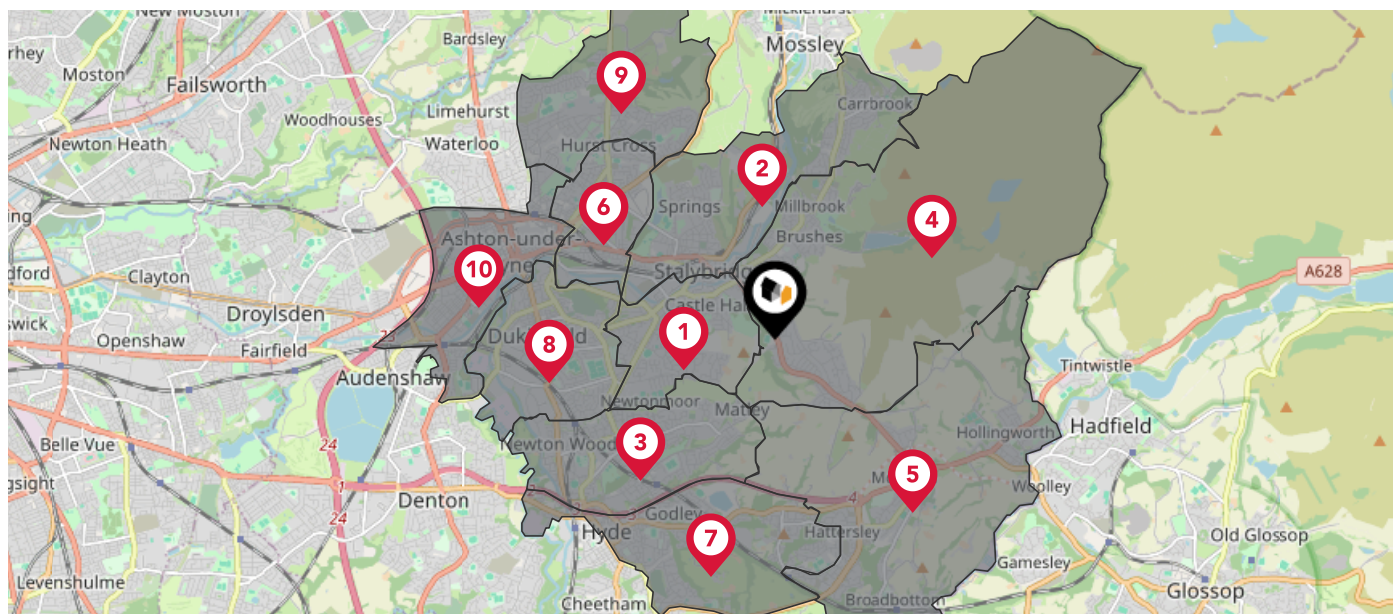 New Moston
Micklehurst
Bardsley
Mossley
Moston
Failsworth
9
Carrbrook
Limehurst
Woodhouses
Newton Heath
Waterloo
Hurst Cross
2
6
Springs
Millbrook
4
Brushes
Ashton-under-
10
Clayton
Stalybridge
A628
Castle Hall
Droylsden
1
Openshaw
Dukinfield
8
Fairfield
Tintwistle
Audenshaw
Newtonmoor
Matley
Hadfield
Hollingworth
Belle Vue
24
Newton Wood
3
5
Woolley
1
4
Denton
24
Godley
Hyde
Hattersley
7
Old Glossop
Gamesley
Levenshulme
Cheetham
Broadbottom
Glossop